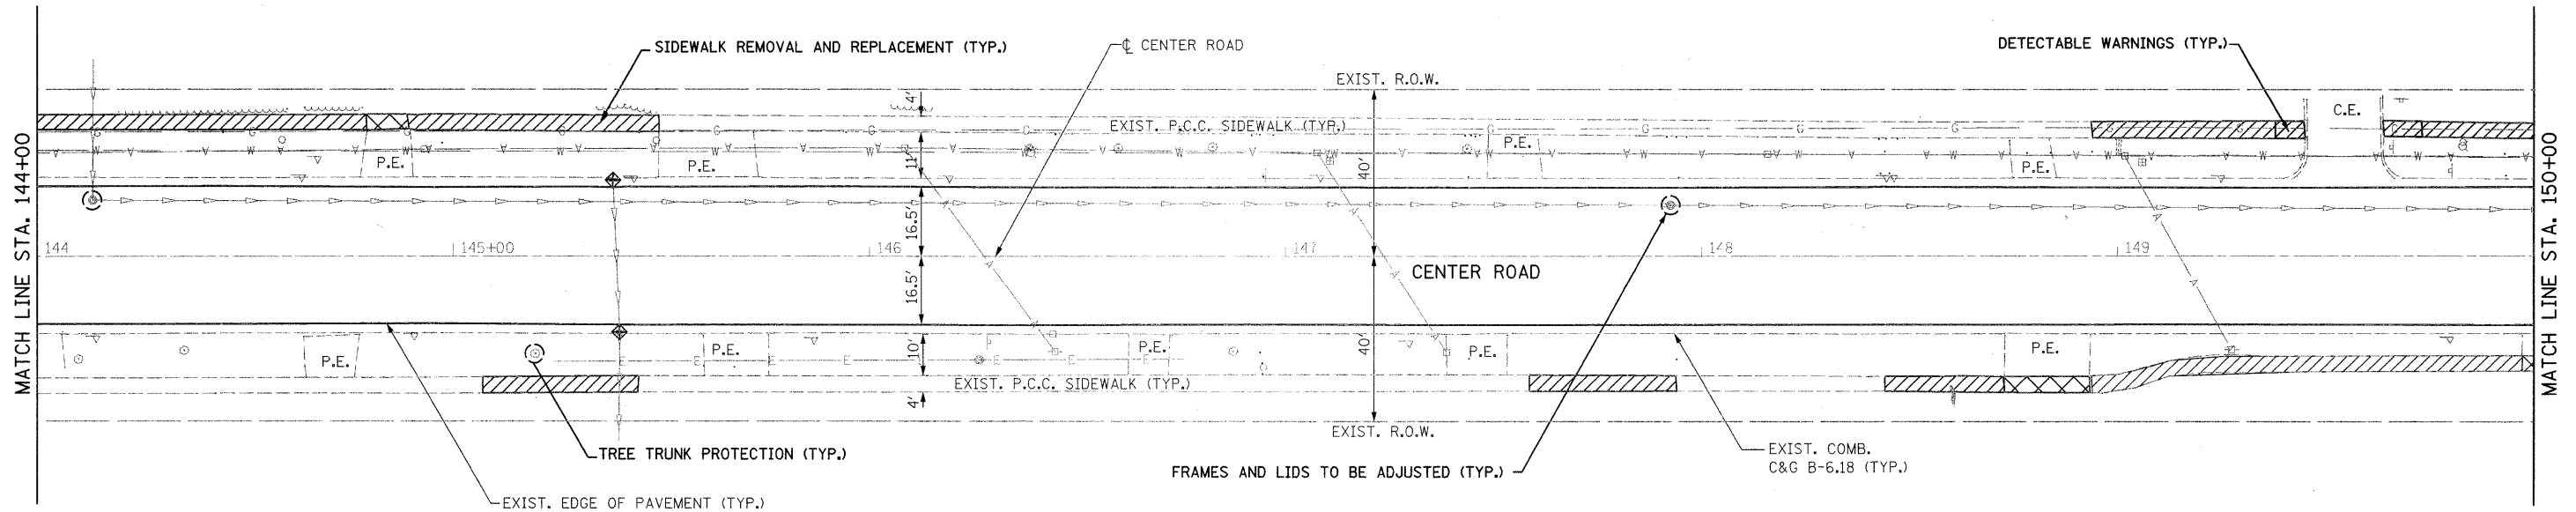 SIDEWALK REMOVAL AND REPLACEMENT (TYP.)
℄ CENTER ROAD
DETECTABLE WARNINGS (TYP.)
EXIST. R.O.W.
4'
EXIST. P.C.C. SIDEWALK (TYP.)
C.E.
P.E.
P.E.
11'
40'
P.E.
P.E.
MATCH LINE STA. 144+00
16.5'
144
145+00
146
147
148
149
CENTER ROAD
16.5'
MATCH LINE STA. 150+00
P.E.
P.E.
10'
P.E.
40'
P.E.
P.E.
EXIST. P.C.C. SIDEWALK (TYP.)
4'
EXIST. R.O.W.
TREE TRUNK PROTECTION (TYP.)
FRAMES AND LIDS TO BE ADJUSTED (TYP.)
EXIST. COMB.
C&G B-6.18 (TYP.)
EXIST. EDGE OF PAVEMENT (TYP.)